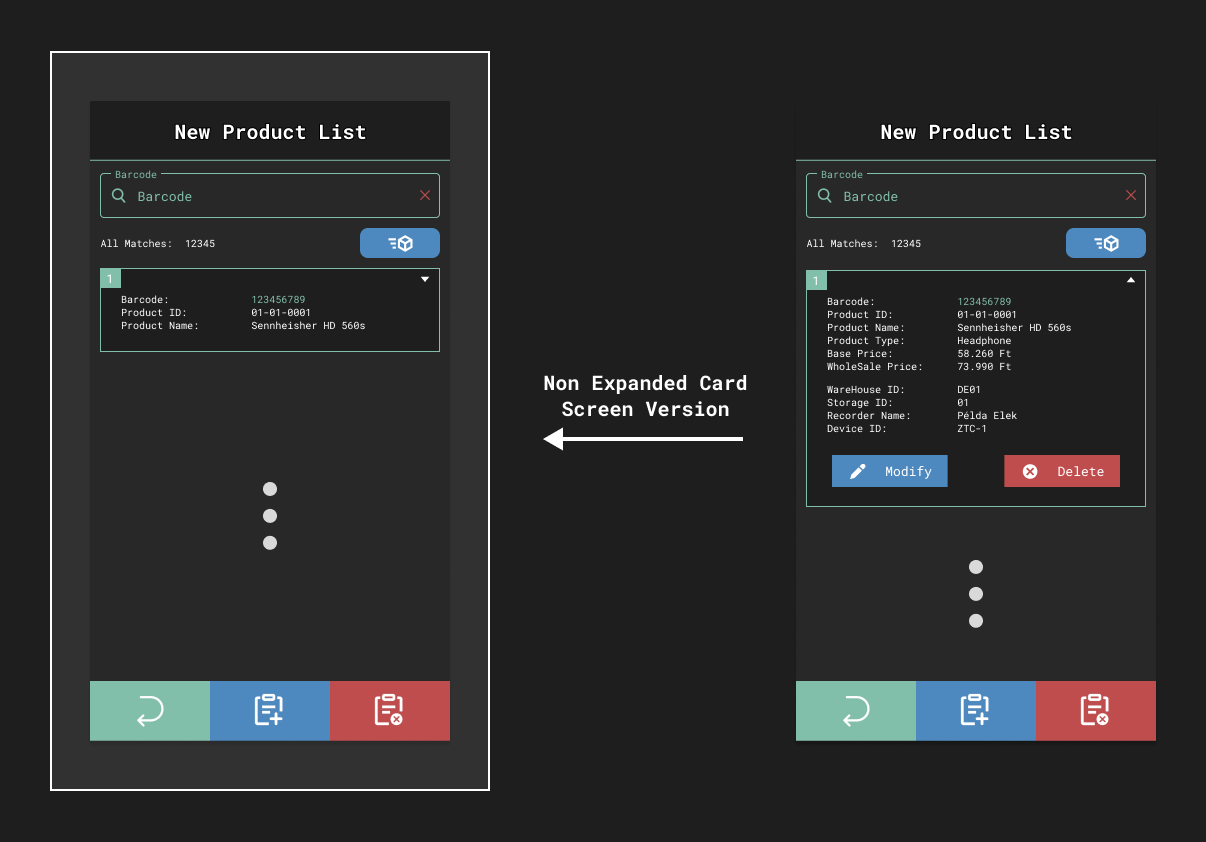 New Product List
Barcode
Barcode
All Matches: 12345
1
Barcode: 123456789
Product ID: 01-01-0001
Product Name: Sennheisher HD 560s
Non Expanded Card
Screen Version
New Product List
Barcode
Barcode
All Matches: 12345
1
Barcode: 123456789
Product ID: 01-01-0001
Product Name: Sennheisher HD 560s
Product Type: Headphone
Base Price: 58.260 Ft
WholeSale Price: 73.990 Ft
WareHouse ID: DE01
Storage ID: 01
Recorder Name: Példa Elek
Device ID: ZTC-1
Modify Delete